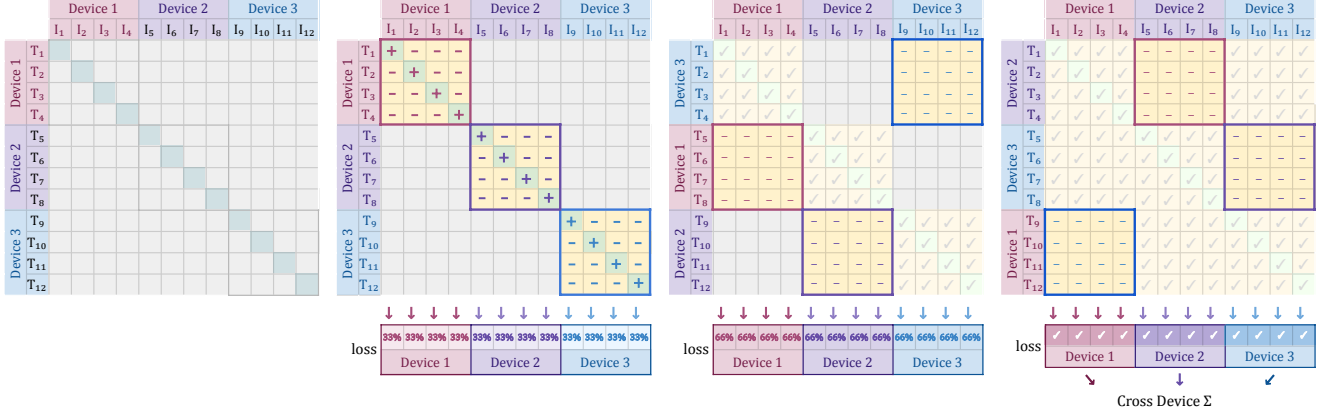 Device 1 Device 2 Device 3
I1 I2 I3 I4 I5 I6 I7 I8 I9 I10 I11 I12
Device 1
T1
T2
T3
T4
Device 2
T5
T6
T7
T8
Device 3
T9
T10
T11
T12
Device 1 Device 2 Device 3
I1 I2 I3 I4 I5 I6 I7 I8 I9 I10 I11 I12
Device 1
T1 + − − −
T2 − + − −
T3 − − + −
T4 − − − +
Device 2
T5 + − − −
T6 − + − −
T7 − − + −
T8 − − − +
Device 3
T9 + − − −
T10 − + − −
T11 − − + −
T12 − − − +
↓ ↓ ↓ ↓ ↓ ↓ ↓ ↓ ↓ ↓ ↓ ↓
loss 33% 33% 33% 33% 33% 33% 33% 33% 33% 33% 33% 33%
Device 1 Device 2 Device 3
Device 1 Device 2 Device 3
I1 I2 I3 I4 I5 I6 I7 I8 I9 I10 I11 I12
Device 3
T1 ✓ ✓ ✓ ✓ − − − −
T2 ✓ ✓ ✓ ✓ − − − −
T3 ✓ ✓ ✓ ✓ − − − −
T4 ✓ ✓ ✓ ✓ − − − −
Device 1
T5 − − − − ✓ ✓ ✓ ✓
T6 − − − − ✓ ✓ ✓ ✓
T7 − − − − ✓ ✓ ✓ ✓
T8 − − − − ✓ ✓ ✓ ✓
Device 2
T9 − − − − ✓ ✓ ✓ ✓
T10 − − − − ✓ ✓ ✓ ✓
T11 − − − − ✓ ✓ ✓ ✓
T12 − − − − ✓ ✓ ✓ ✓
↓ ↓ ↓ ↓ ↓ ↓ ↓ ↓ ↓ ↓ ↓ ↓
loss 66% 66% 66% 66% 66% 66% 66% 66% 66% 66% 66% 66%
Device 1 Device 2 Device 3
Device 1 Device 2 Device 3
I1 I2 I3 I4 I5 I6 I7 I8 I9 I10 I11 I12
Device 2
T1 ✓ ✓ ✓ ✓ − − − − ✓ ✓ ✓ ✓
T2 ✓ ✓ ✓ ✓ − − − − ✓ ✓ ✓ ✓
T3 ✓ ✓ ✓ ✓ − − − − ✓ ✓ ✓ ✓
T4 ✓ ✓ ✓ ✓ − − − − ✓ ✓ ✓ ✓
Device 3
T5 ✓ ✓ ✓ ✓ ✓ ✓ ✓ ✓ − − − −
T6 ✓ ✓ ✓ ✓ ✓ ✓ ✓ ✓ − − − −
T7 ✓ ✓ ✓ ✓ ✓ ✓ ✓ ✓ − − − −
T8 ✓ ✓ ✓ ✓ ✓ ✓ ✓ ✓ − − − −
Device 1
T9 − − − − ✓ ✓ ✓ ✓ ✓ ✓ ✓ ✓
T10 − − − − ✓ ✓ ✓ ✓ ✓ ✓ ✓ ✓
T11 − − − − ✓ ✓ ✓ ✓ ✓ ✓ ✓ ✓
T12 − − − − ✓ ✓ ✓ ✓ ✓ ✓ ✓ ✓
↓ ↓ ↓ ↓ ↓ ↓ ↓ ↓ ↓ ↓ ↓ ↓
loss ✓ ✓ ✓ ✓ ✓ ✓ ✓ ✓ ✓ ✓ ✓ ✓
Device 1 Device 2 Device 3
↘ ↓ ↙
Cross Device Σ